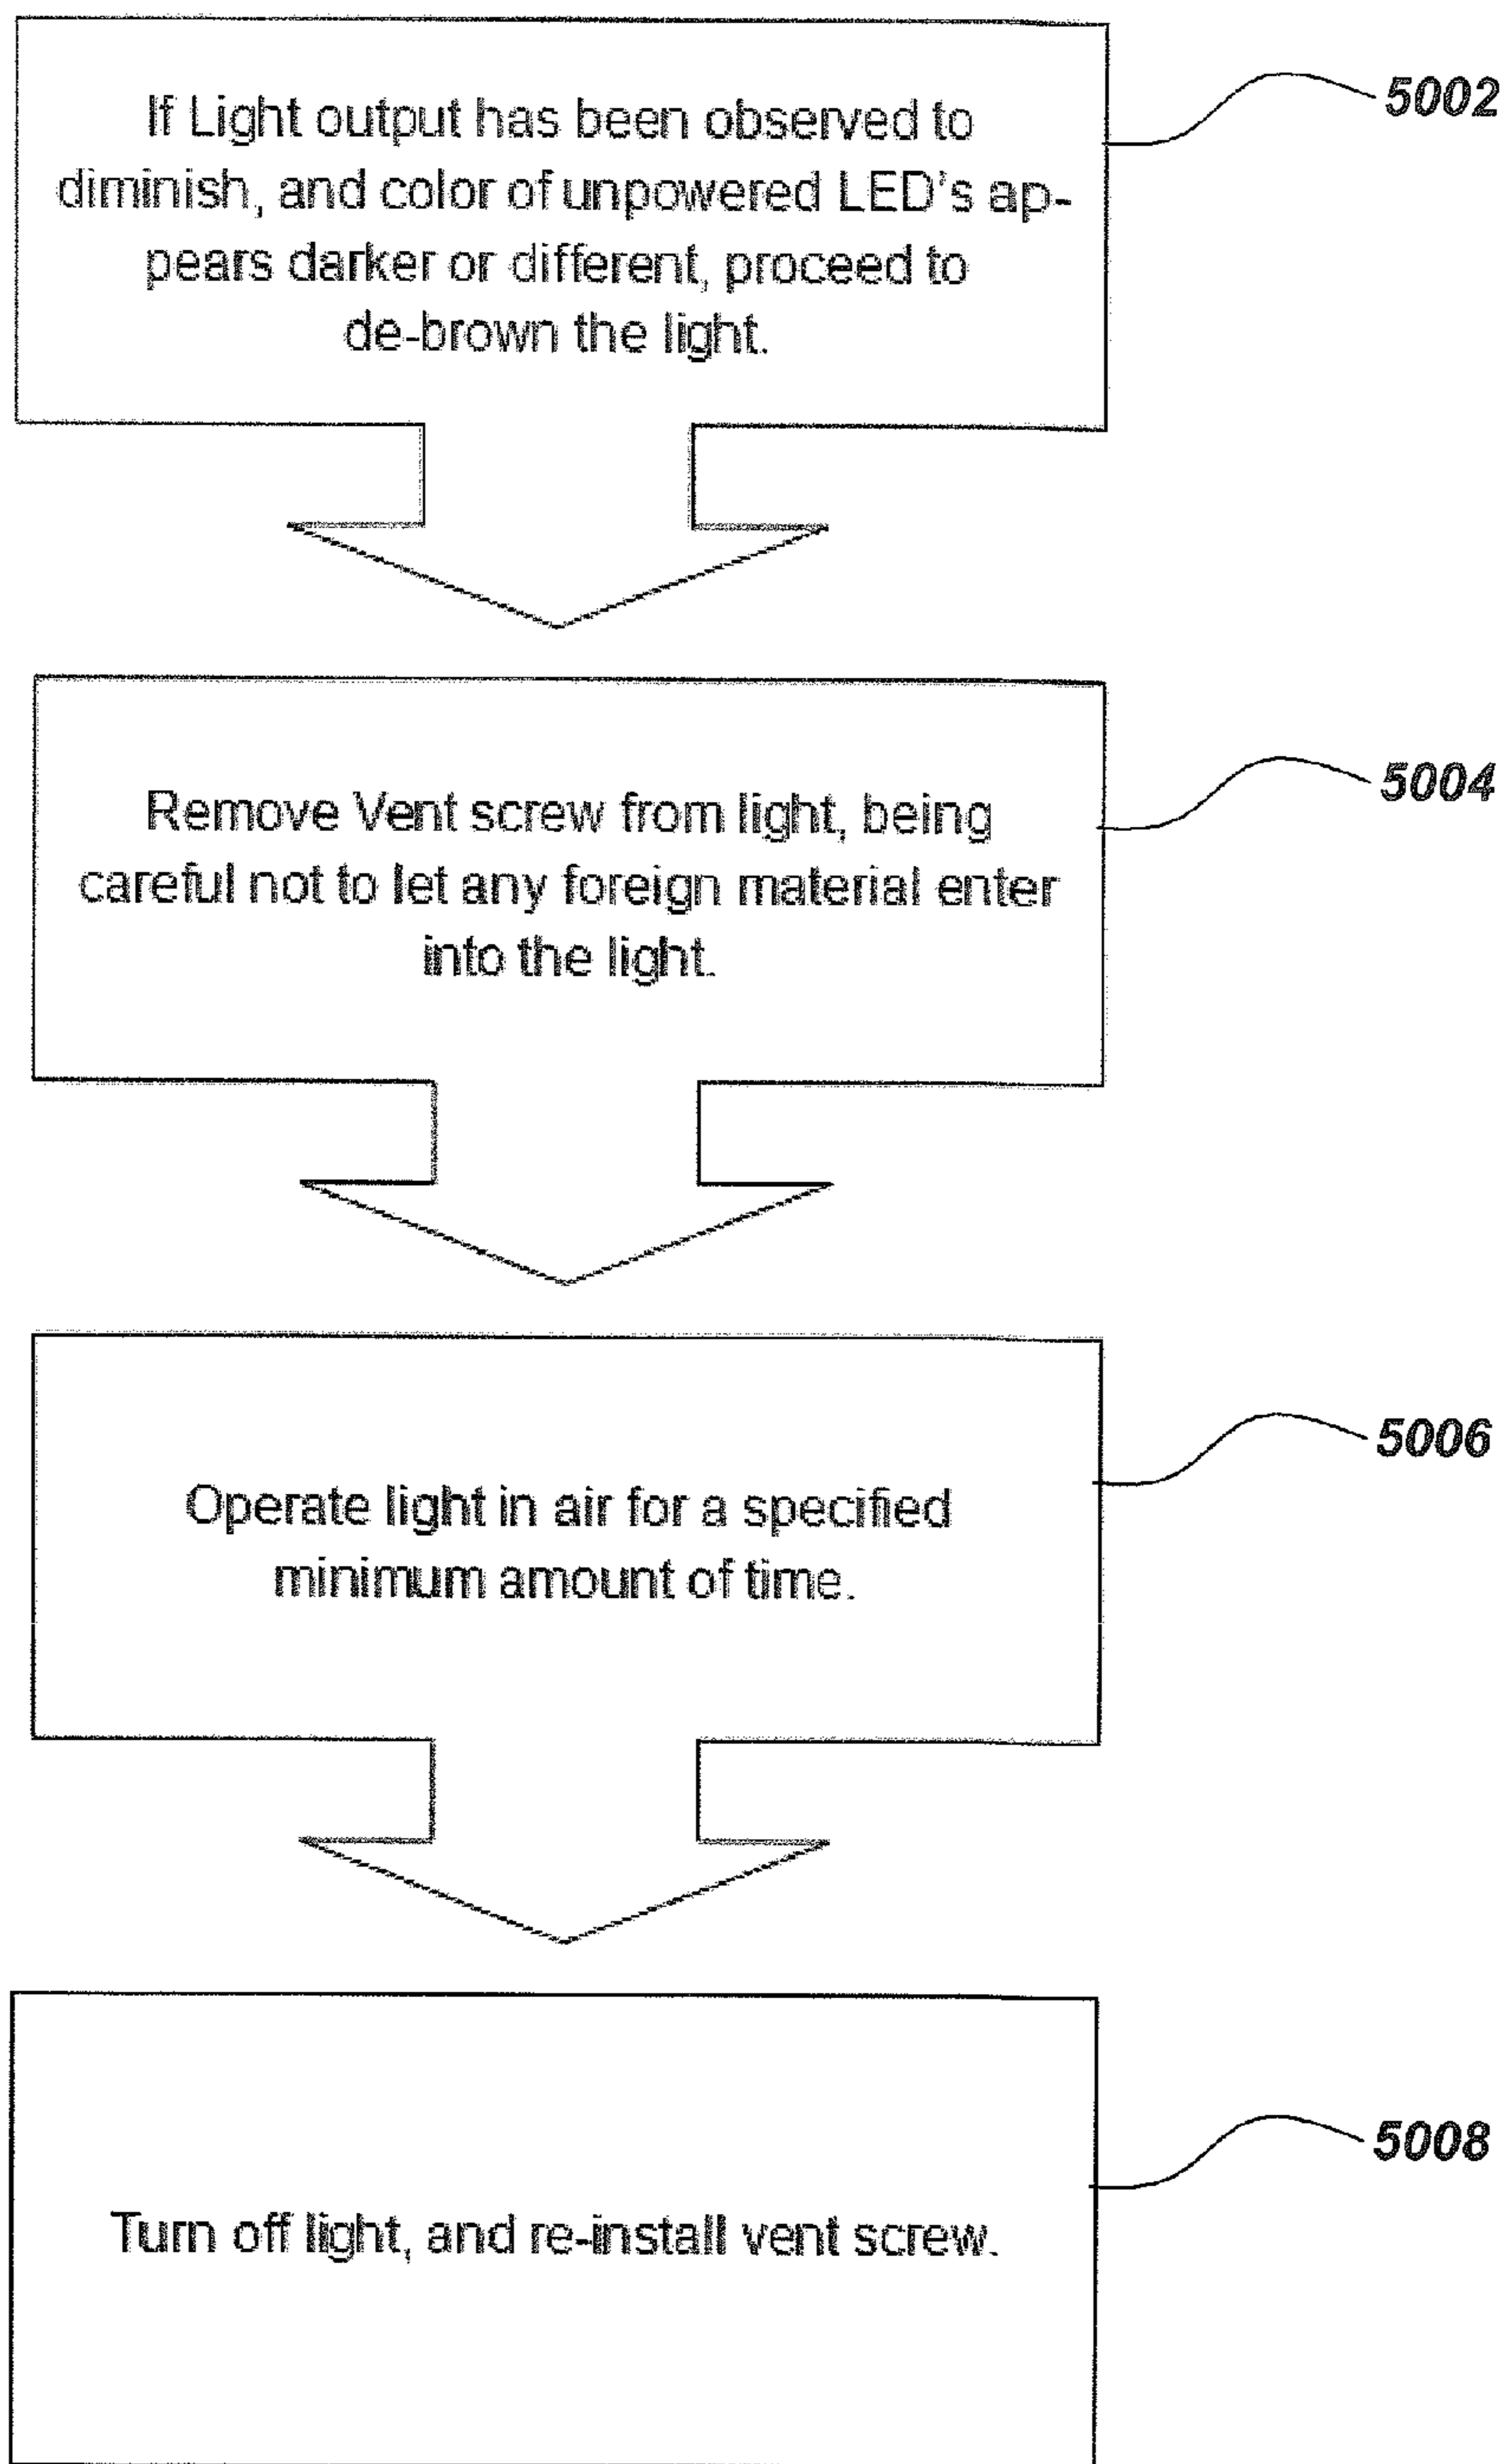 If Light output has been observed to
diminish, and color of unpowered LED's ap-
pears darker or different, proceed to
de-brown the light.
5002
Remove Vent screw from light, being
careful not to let any foreign material enter
into the light.
5004
Operate light in air for a specified
minimum amount of time.
5006
Turn off light, and re-install vent screw.
5008